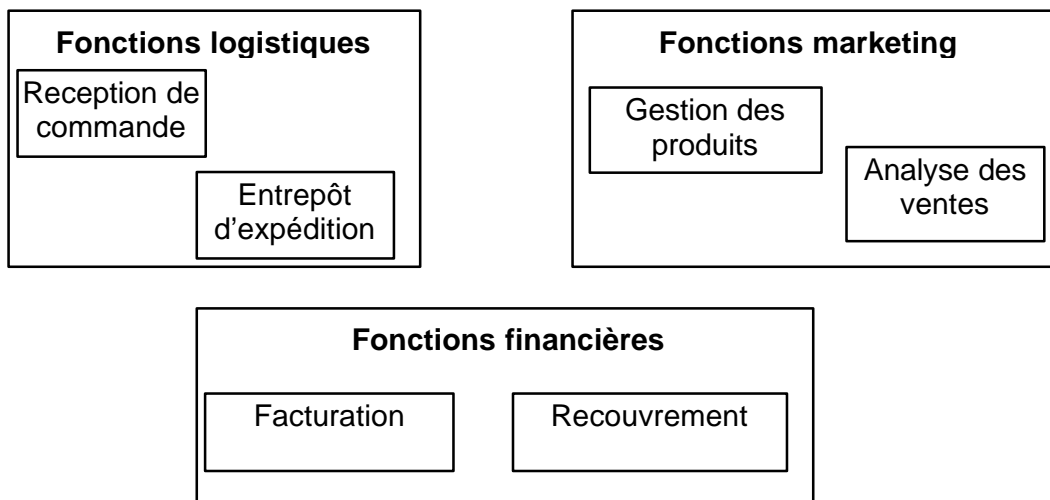 Fonctions logistiques
Reception de
commande
Entrepôt
d'expédition
Fonctions marketing
Gestion des
produits
Analyse des
ventes
Fonctions financières
Facturation
Recouvrement